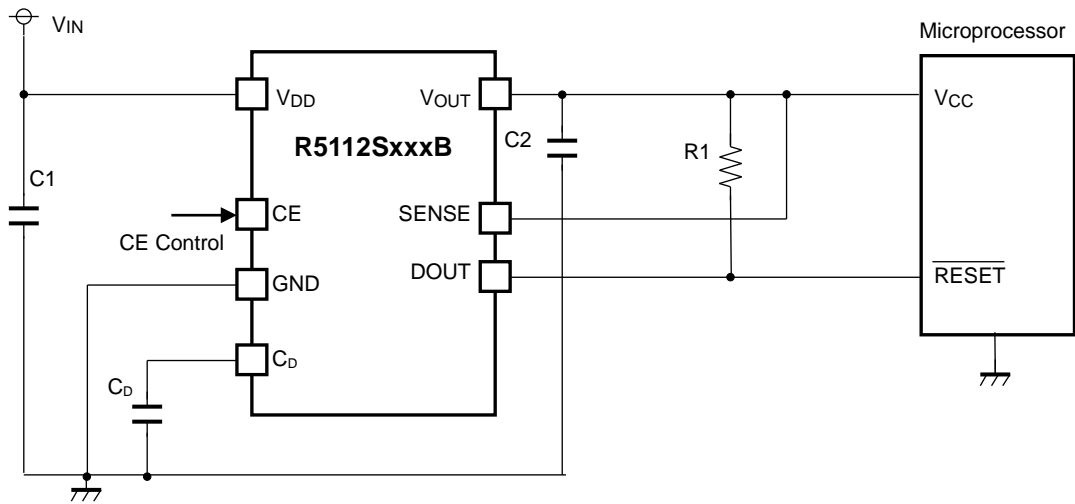 VIN
Microprocessor
VDD
VOUT
VCC
R5112SxxxB
C2
R1
C1
CE
SENSE
CE Control
DOUT
GND
RESET
CD
CD